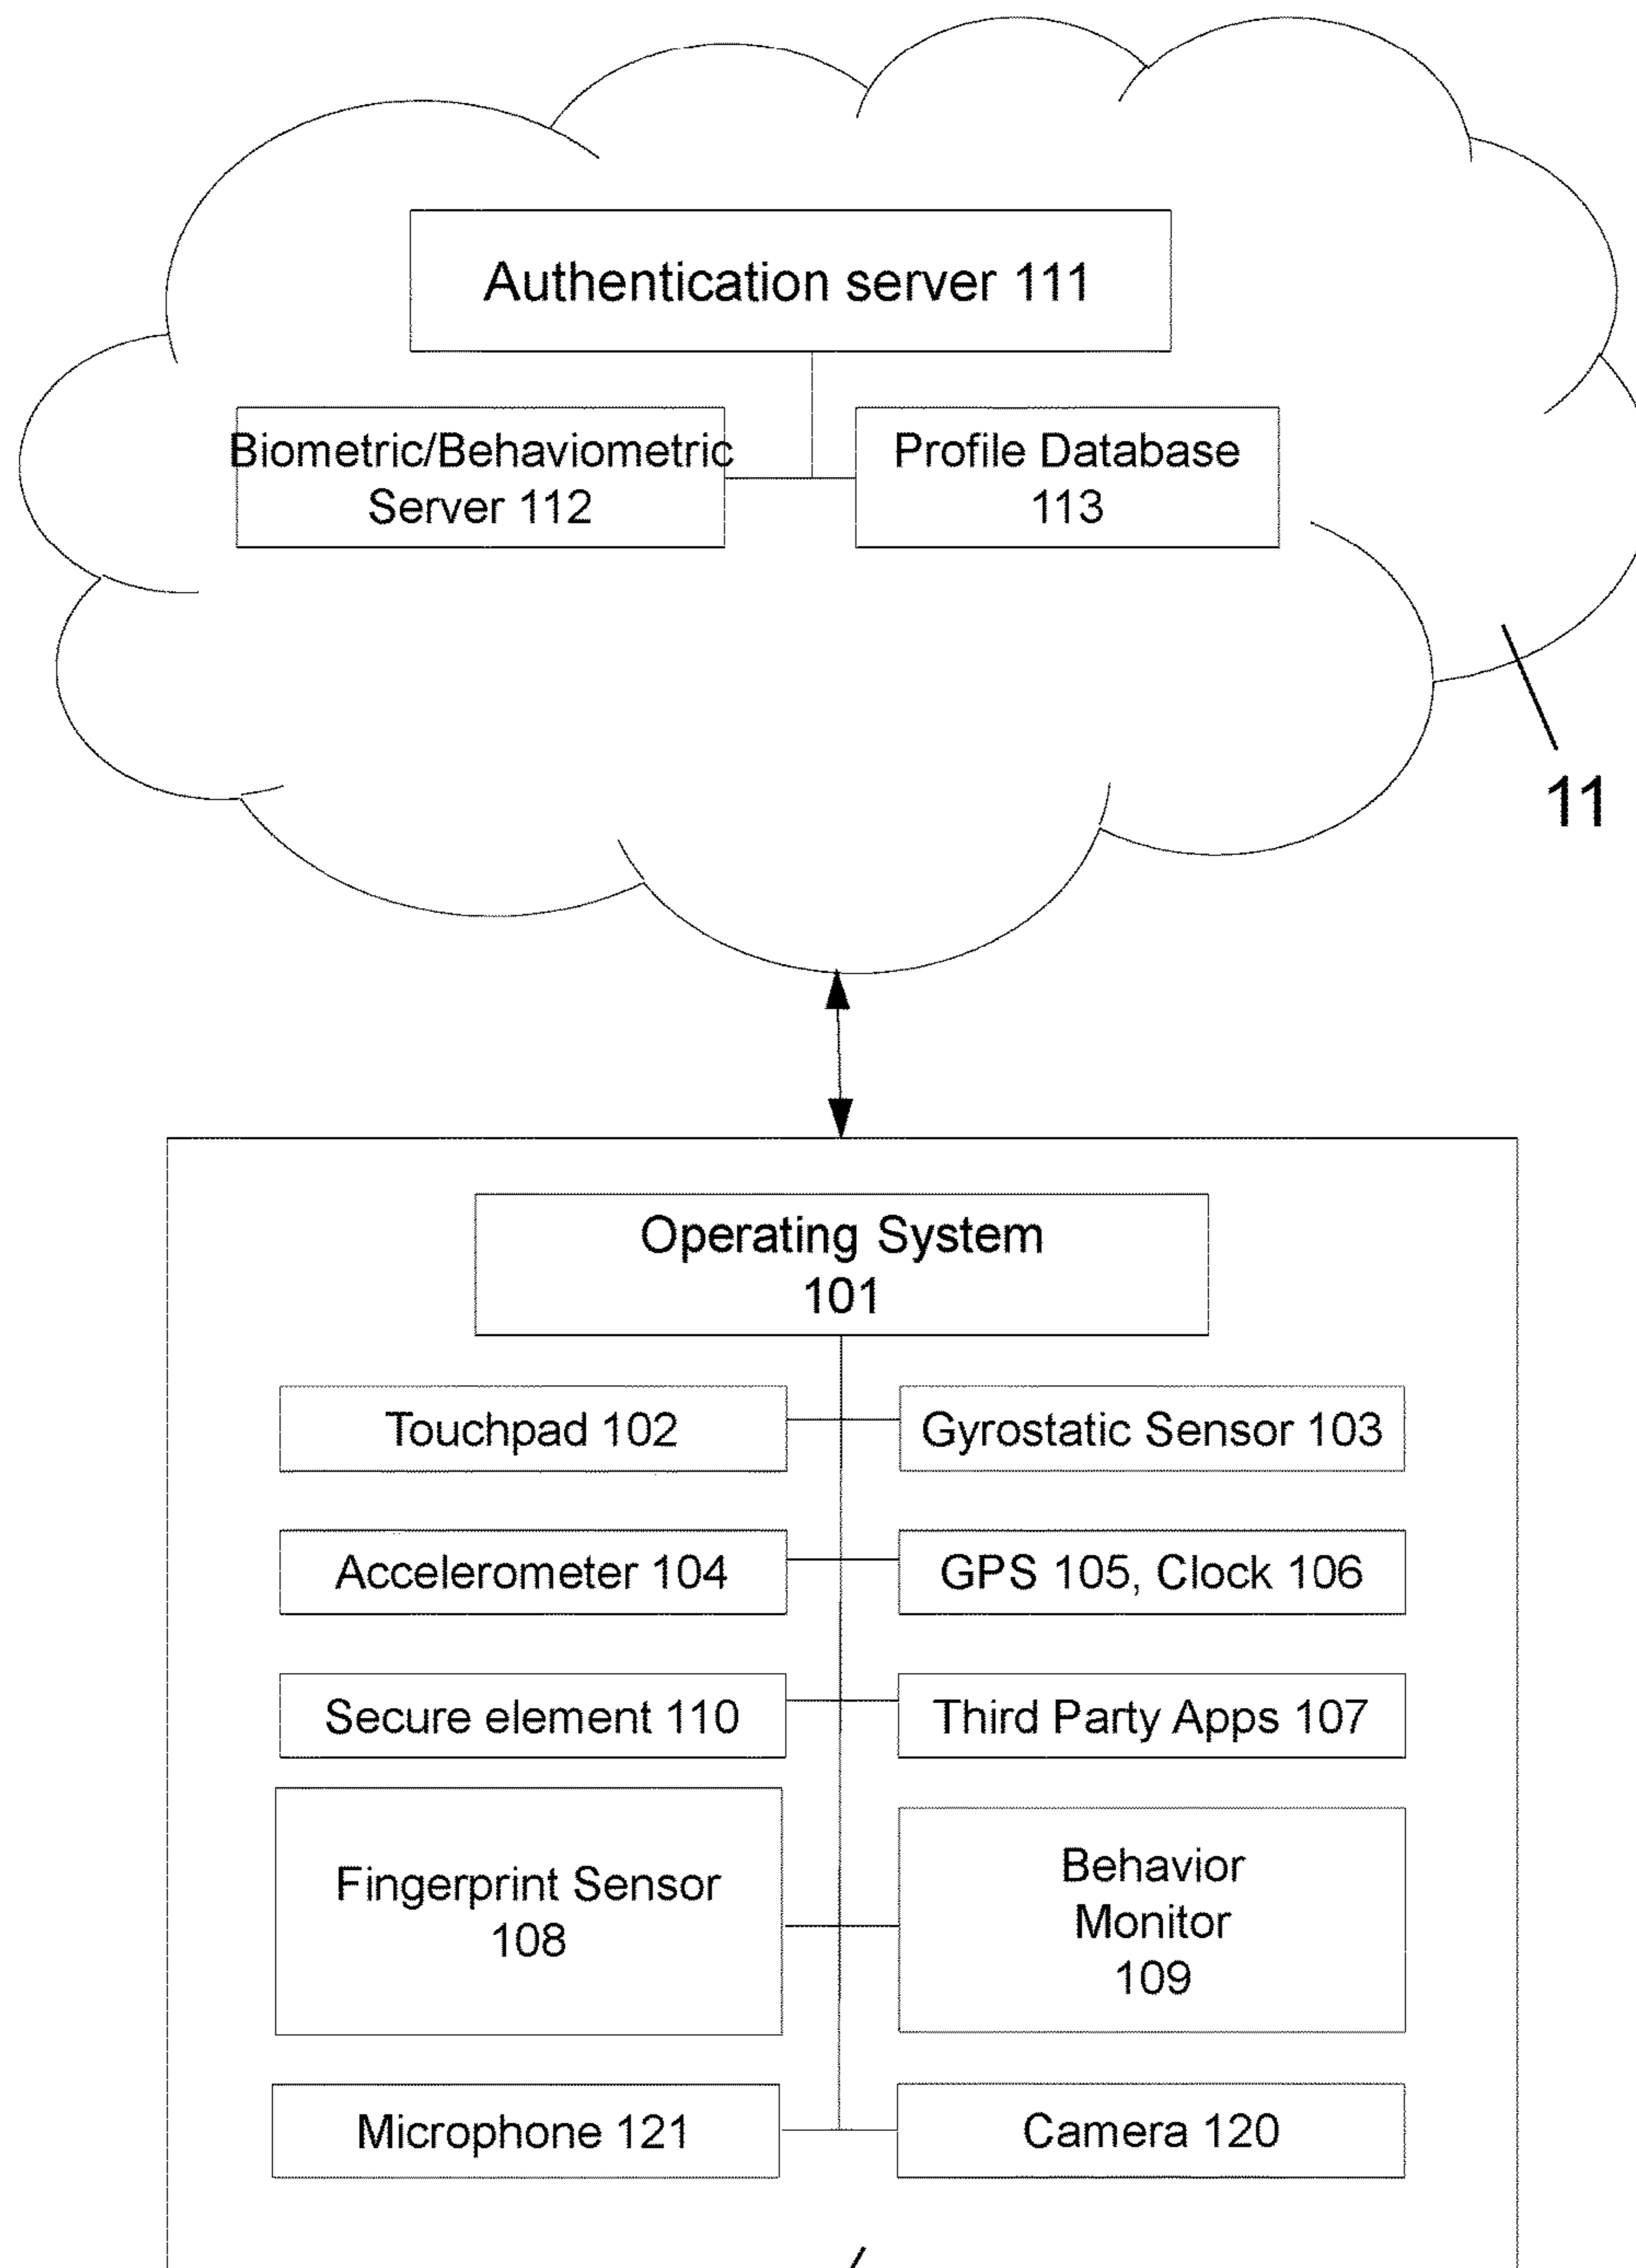 Authentication server 111
Biometric/Behaviometric
Server 112
Profile Database
113
11
Operating System
101
Touchpad 102
Gyrostatic Sensor 103
Accelerometer 104
GPS 105, Clock 106
Secure element 110
Third Party Apps 107
Fingerprint Sensor
108
Behavior
Monitor
109
Microphone 121
Camera 120